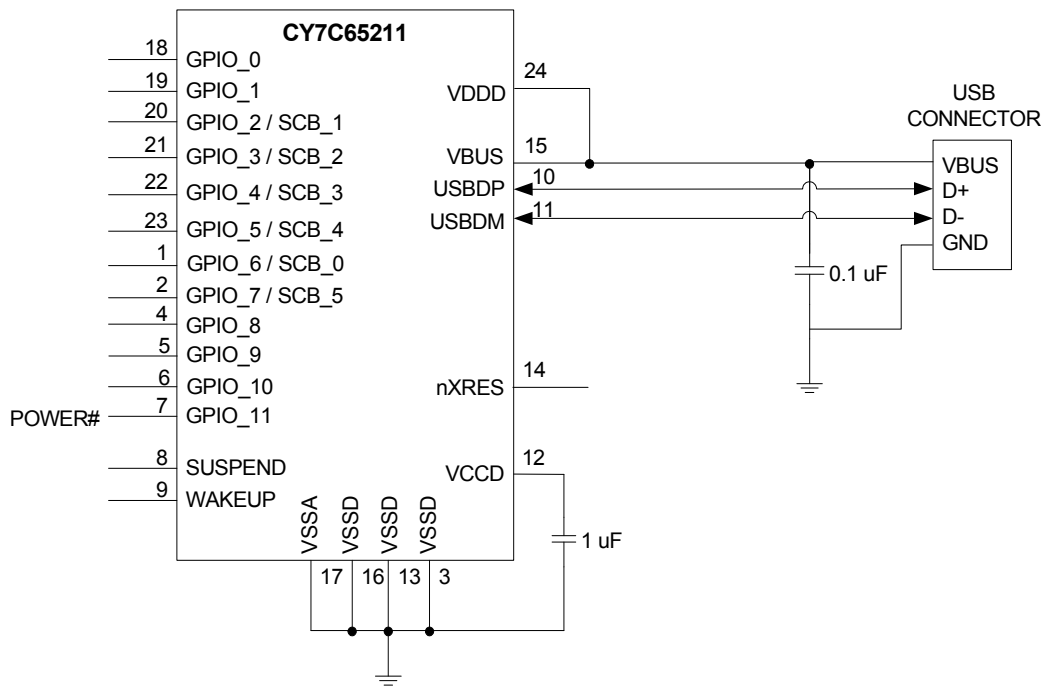 CY7C65211
18
GPIO_0
19
GPIO_1
20
GPIO_2 / SCB_1
21
GPIO_3 / SCB_2
22
GPIO_4 / SCB_3
23
GPIO_5 / SCB_4
1
GPIO_6 / SCB_0
2
GPIO_7 / SCB_5
4
GPIO_8
5
GPIO_9
6
GPIO_10
POWER#
7
GPIO_11
8
SUSPEND
9
WAKEUP
VDDD
24
VBUS
15
USBDP
10
USBDM
11
nXRES
14
VCCD
12
1 uF
VSSA
VSSD
VSSD
VSSD
17
16
13
3
0.1 uF
USB
CONNECTOR
VBUS
D+
D-
GND